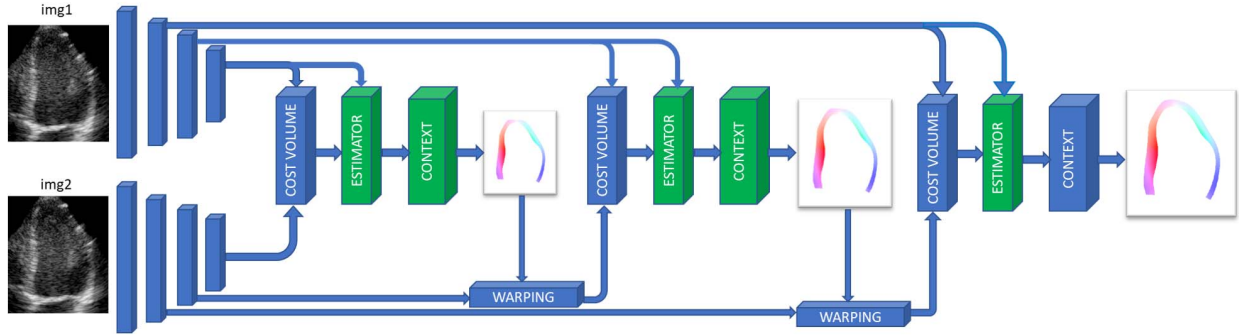 img1
COST VOLUME
ESTIMATOR
CONTEXT
COST VOLUME
ESTIMATOR
CONTEXT
COST VOLUME
ESTIMATOR
CONTEXT
img2
WARPING
WARPING